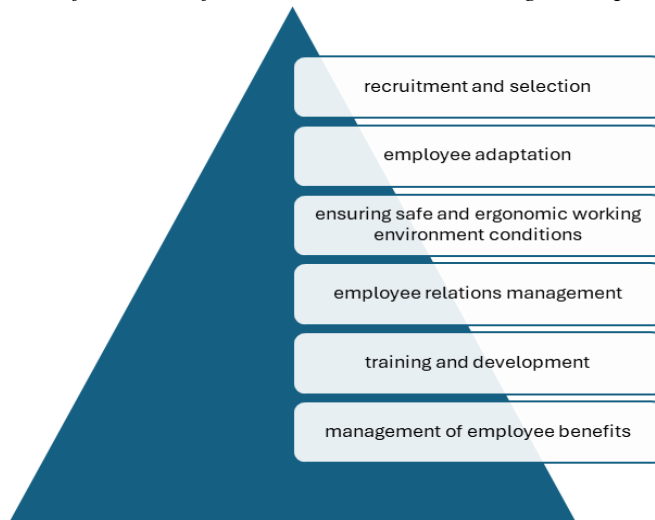 recruitment and selection
employee adaptation
ensuring safe and ergonomic working
environment conditions
employee relations management
training and development
management of employee benefits